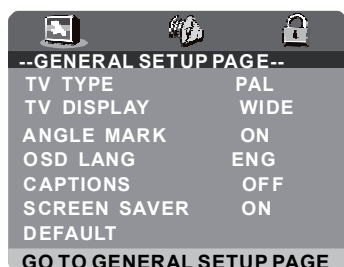 --GENERAL SETUP PAGE--
TV TYPE PAL
TV DISPLAY WIDE
ANGLE MARK ON
OSD LANG ENG
CAPTIONS OFF
SCREEN SAVER ON
DEFAULT
GO TO GENERAL SETUP PAGE